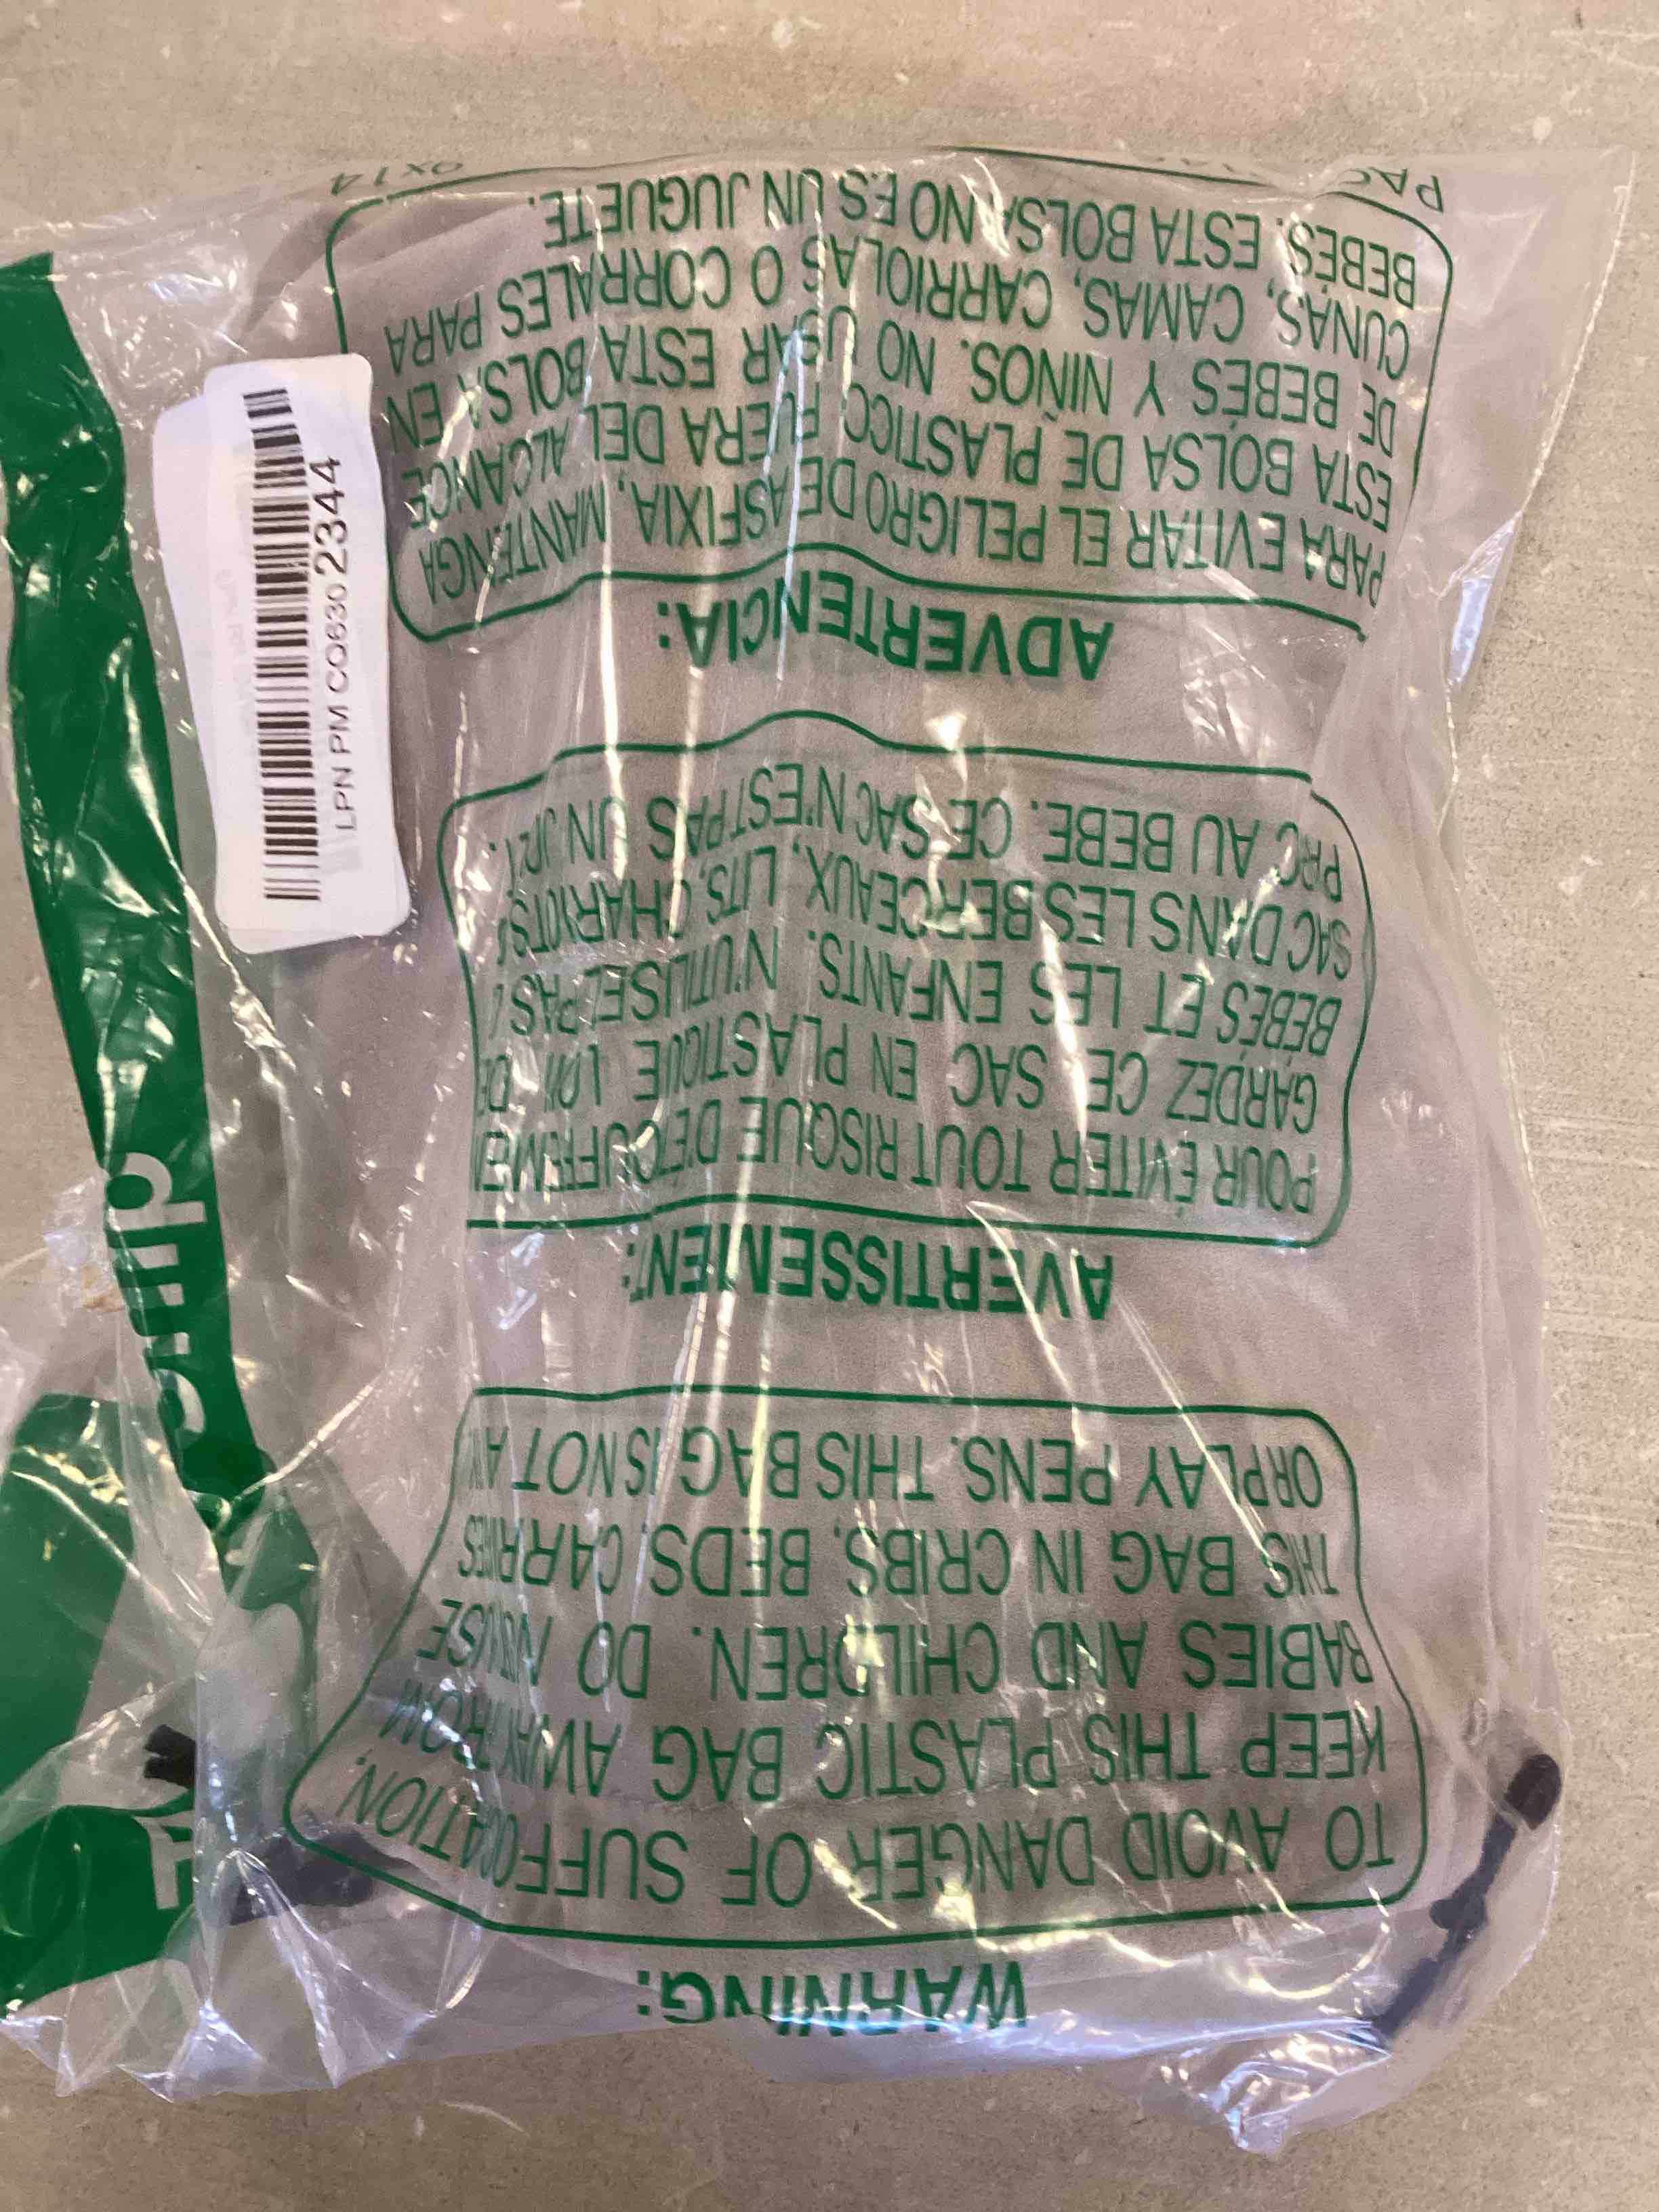 WARNING:
TO AVOID DANGER OF SUFFOCATION,
KEEP THIS PLASTIC BAG AWAY FROM
BABIES AND CHILDREN. DO USE
THIS BAG IN CRIBS, BEDS, CARRIES
OR PLAY PENS. THIS BAG IS NOT A
AVERTISSEMENT:
POUR ÉVITER TOUT RISQUE D'ÉTOUFFEMEN
GARDEZ CE SAC EN PLASTIQUE LOIN DE
BÉBÉS ET LES ENFANTS. N'UTILISEZ PAS
SAC DANS LES BERCEAUX, LITS, CHARIOTS
PRC AU BEBE. CE SAC N'EST PAS UN
ADVERTENCIA:
PARA EVITAR EL PELIGRO DE ASFIXIA, MANTENGA
ESTA BOLSA DE PLASTICO FUERA DEL ALCANCE
DE BEBÉS Y NIÑOS. NO USAR ESTA BOLSA EN
CUNAS, CAMAS, CARRIOLAS O CORRALES PARA
BEBÉS. ESTA BOLSA NO ES UN JUGUETE.
9x14
LPN PM CQ630 2344